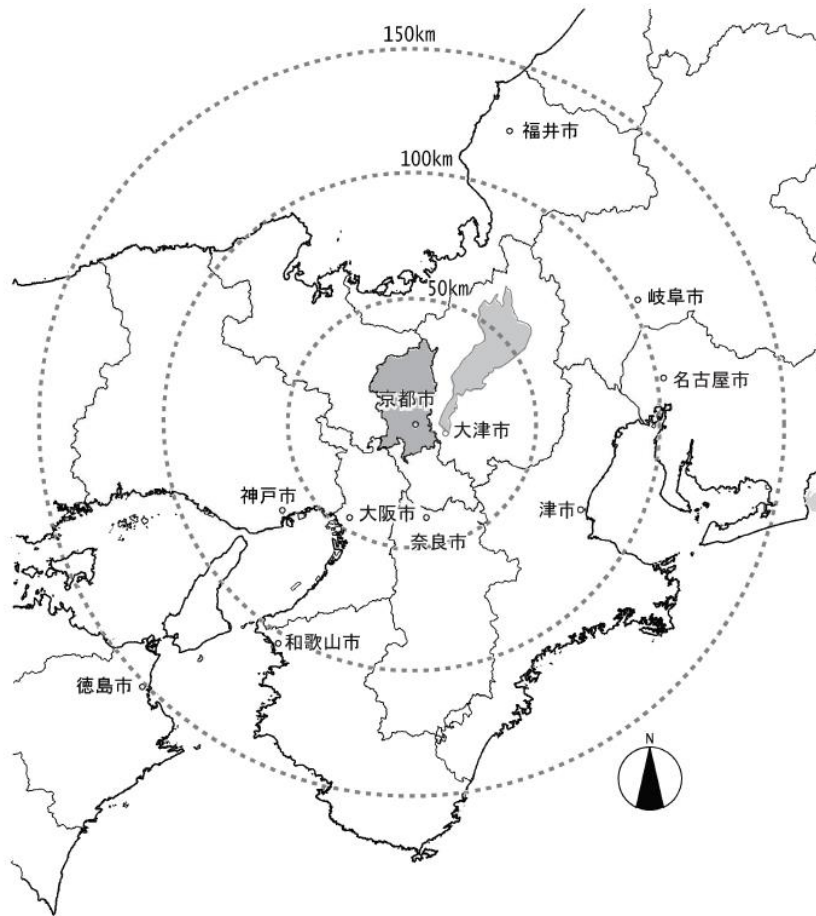 150km
福井市
100km
50km
岐阜市
名古屋市
京都市
大津市
神戸市
大阪市
奈良市
津市
和歌山市
徳島市
N